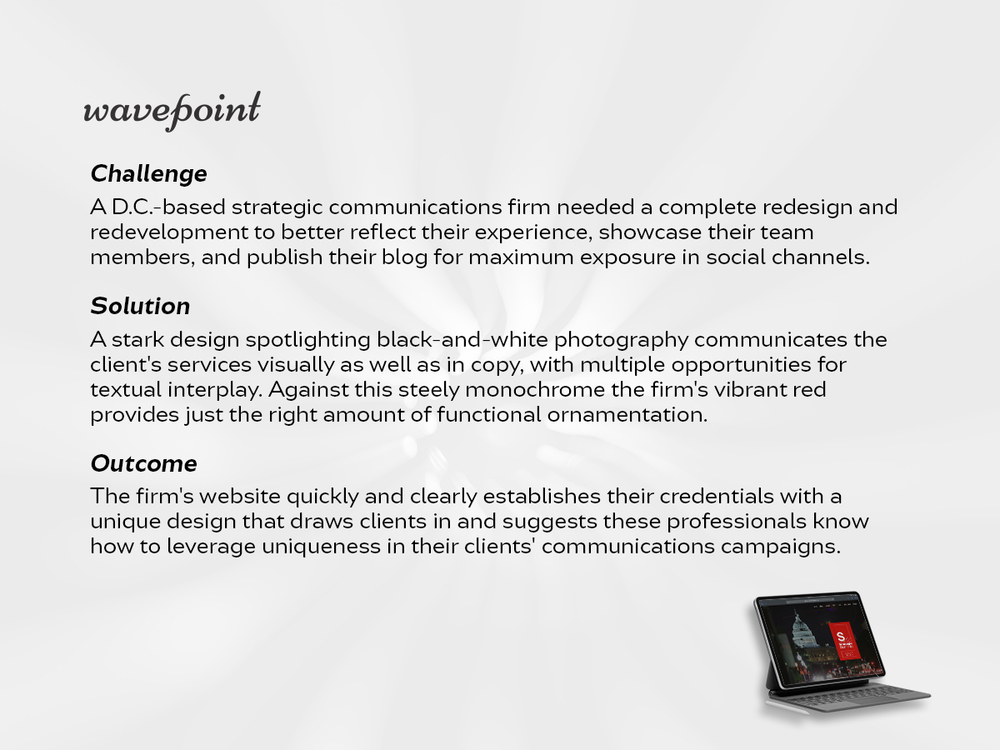 wavepoint
Challenge
A D.C.-based strategic communications firm needed a complete redesign and
redevelopment to better reflect their experience, showcase their team
members, and publish their blog for maximum exposure in social channels.
Solution
A stark design spotlighting black-and-white photography communicates the
client's services visually as well as in copy, with multiple opportunities for
textual interplay. Against this steely monochrome the firm's vibrant red
provides just the right amount of functional ornamentation.
Outcome
The firm's website quickly and clearly establishes their credentials with a
unique design that draws clients in and suggests these professionals know
how to leverage uniqueness in their clients' communications campaigns.